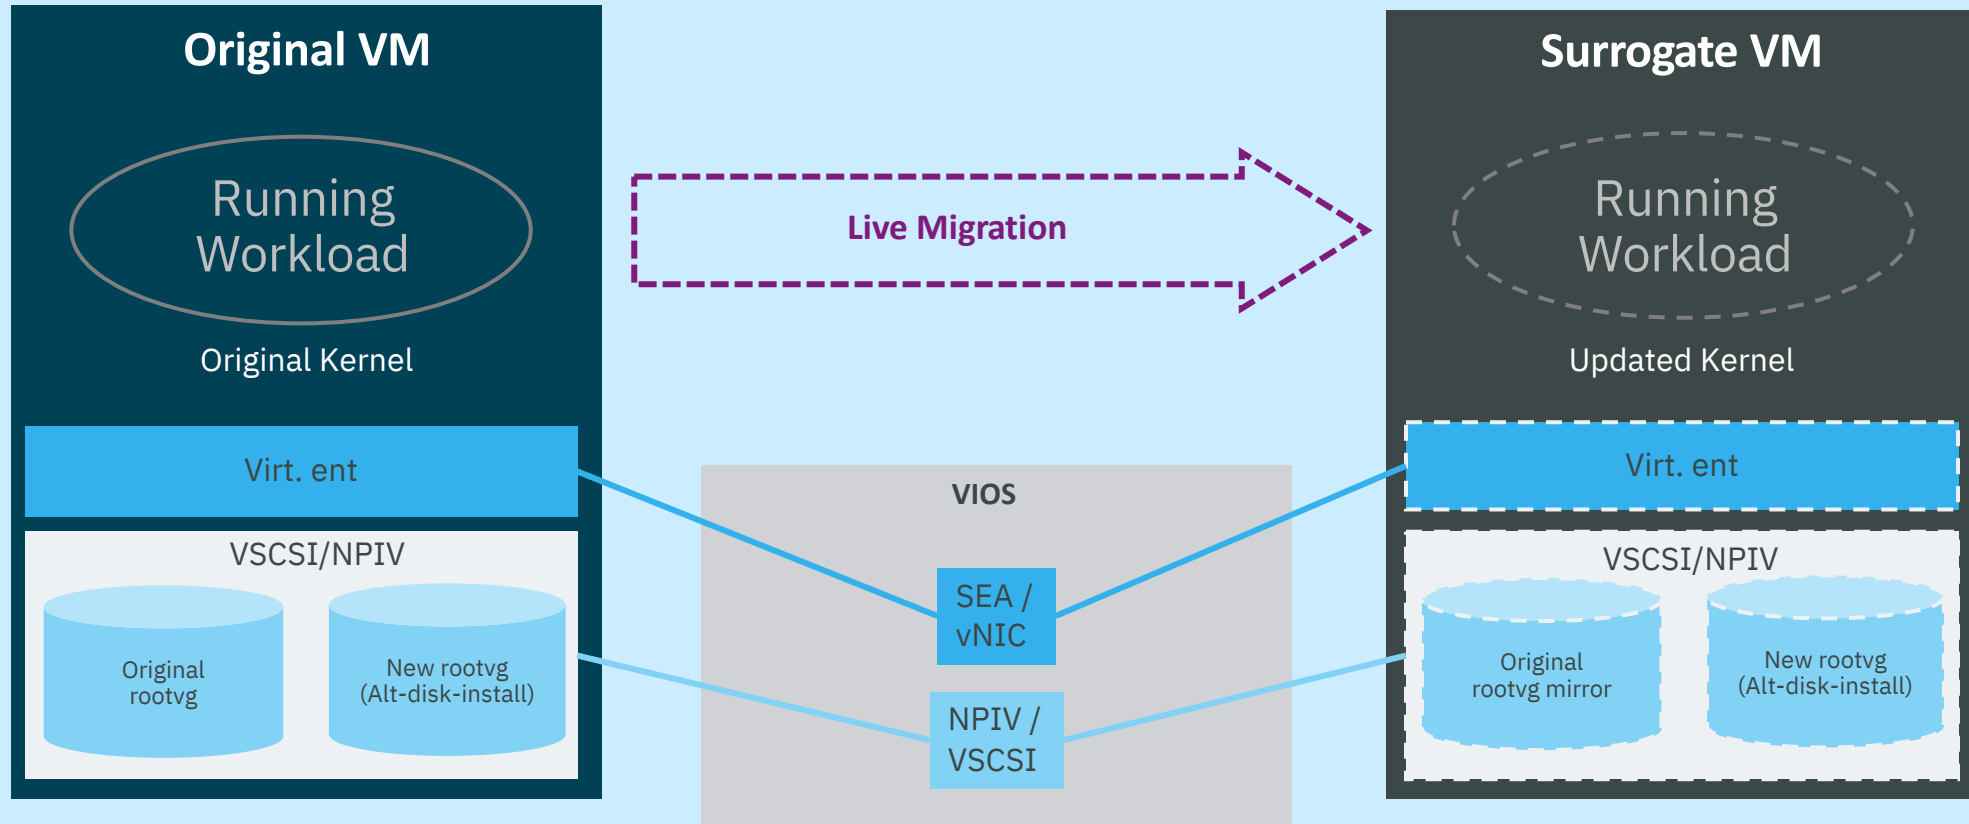 Original VM
Running
Workload
Original Kernel
Virt. ent
VSCSI/NPIV
Original
rootvg
New rootvg
(Alt-disk-install)
Live Migration
VIOS
SEA /
vNIC
NPIV /
VSCSI
Surrogate VM
Running
Workload
Updated Kernel
Virt. ent
VSCSI/NPIV
Original
rootvg mirror
New rootvg
(Alt-disk-install)